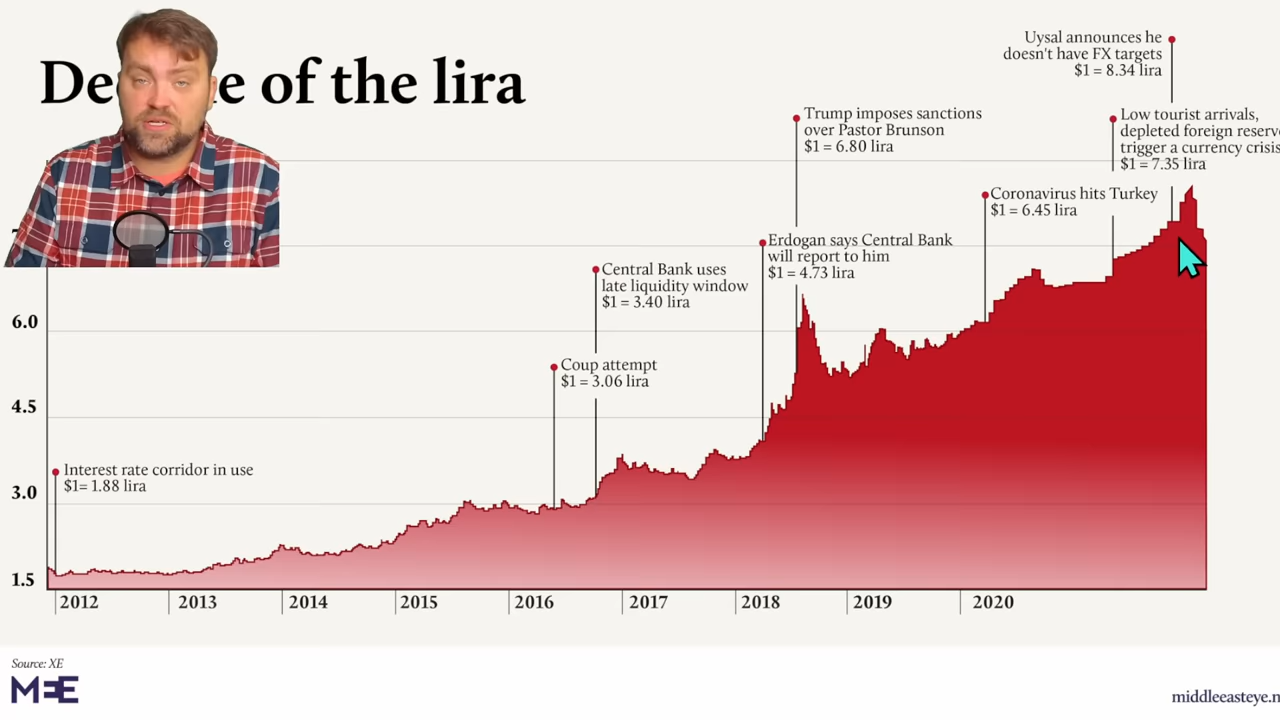 De e of the lira
Uysal announces he
doesn't have FX targets
$1 = 8.34 lira
Trump imposes sanctions
over Pastor Brunson
$1 = 6.80 lira
Low tourist arrivals,
depleted foreign reserv
trigger a currency crisis
$1 = 7.35 lira
Coronavirus hits Turkey
$1 = 6.45 lira
Erdogan says Central Bank
will report to him
$1 = 4.73 lira
Central Bank uses
late liquidity window
$1 = 3.40 lira
Coup attempt
$1 = 3.06 lira
Interest rate corridor in use
$1= 1.88 lira
6.0
4.5
3.0
1.5
2012 2013 2014 2015 2016 2017 2018 2019 2020
Source: XE
MEE
middleeasteye.n